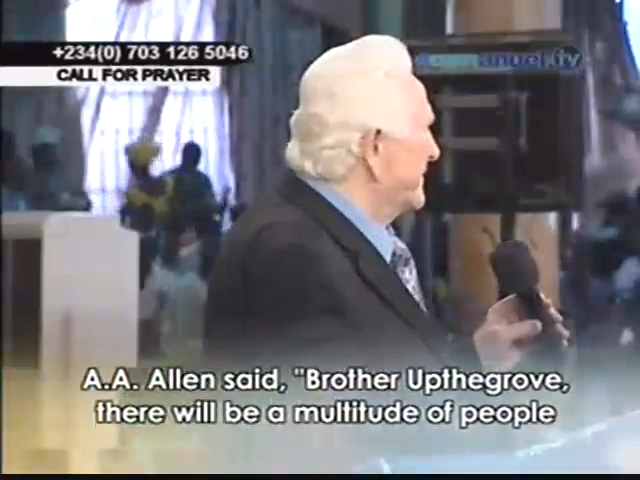 +234(0) 703 126 5046
CALL FOR PRAYER
emmanuel.tv
A.A. Allen said, "Brother Upthegrove,
there will be a multitude of people